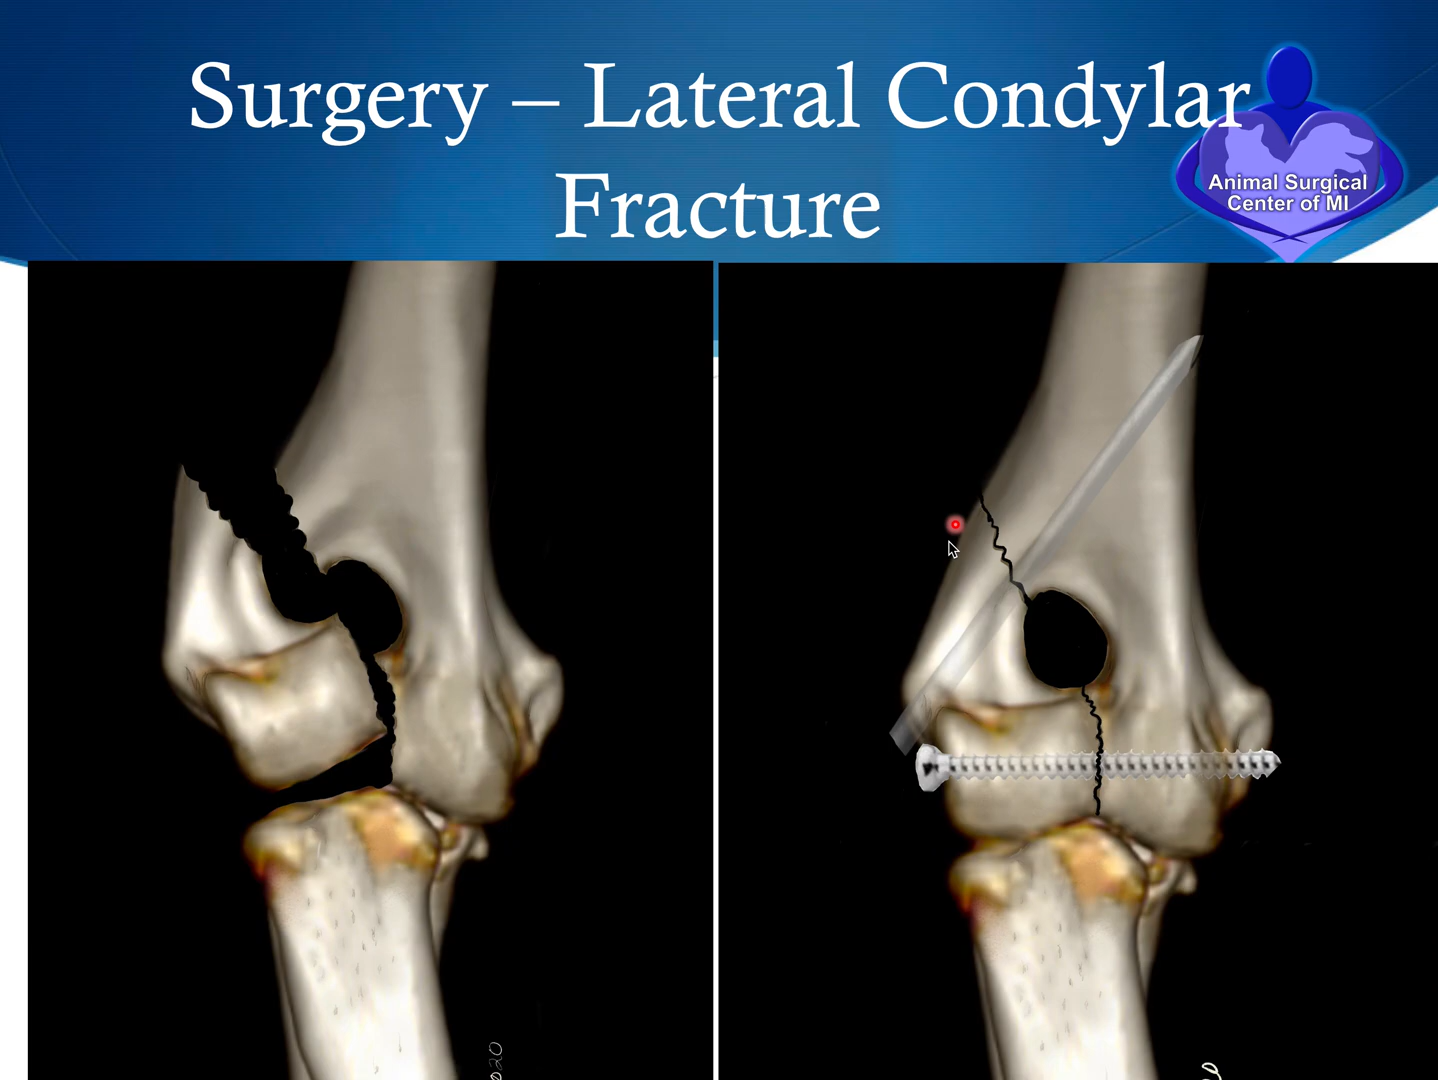 Surgery – Lateral Condylar
Fracture
Animal Surgical
Center of MI